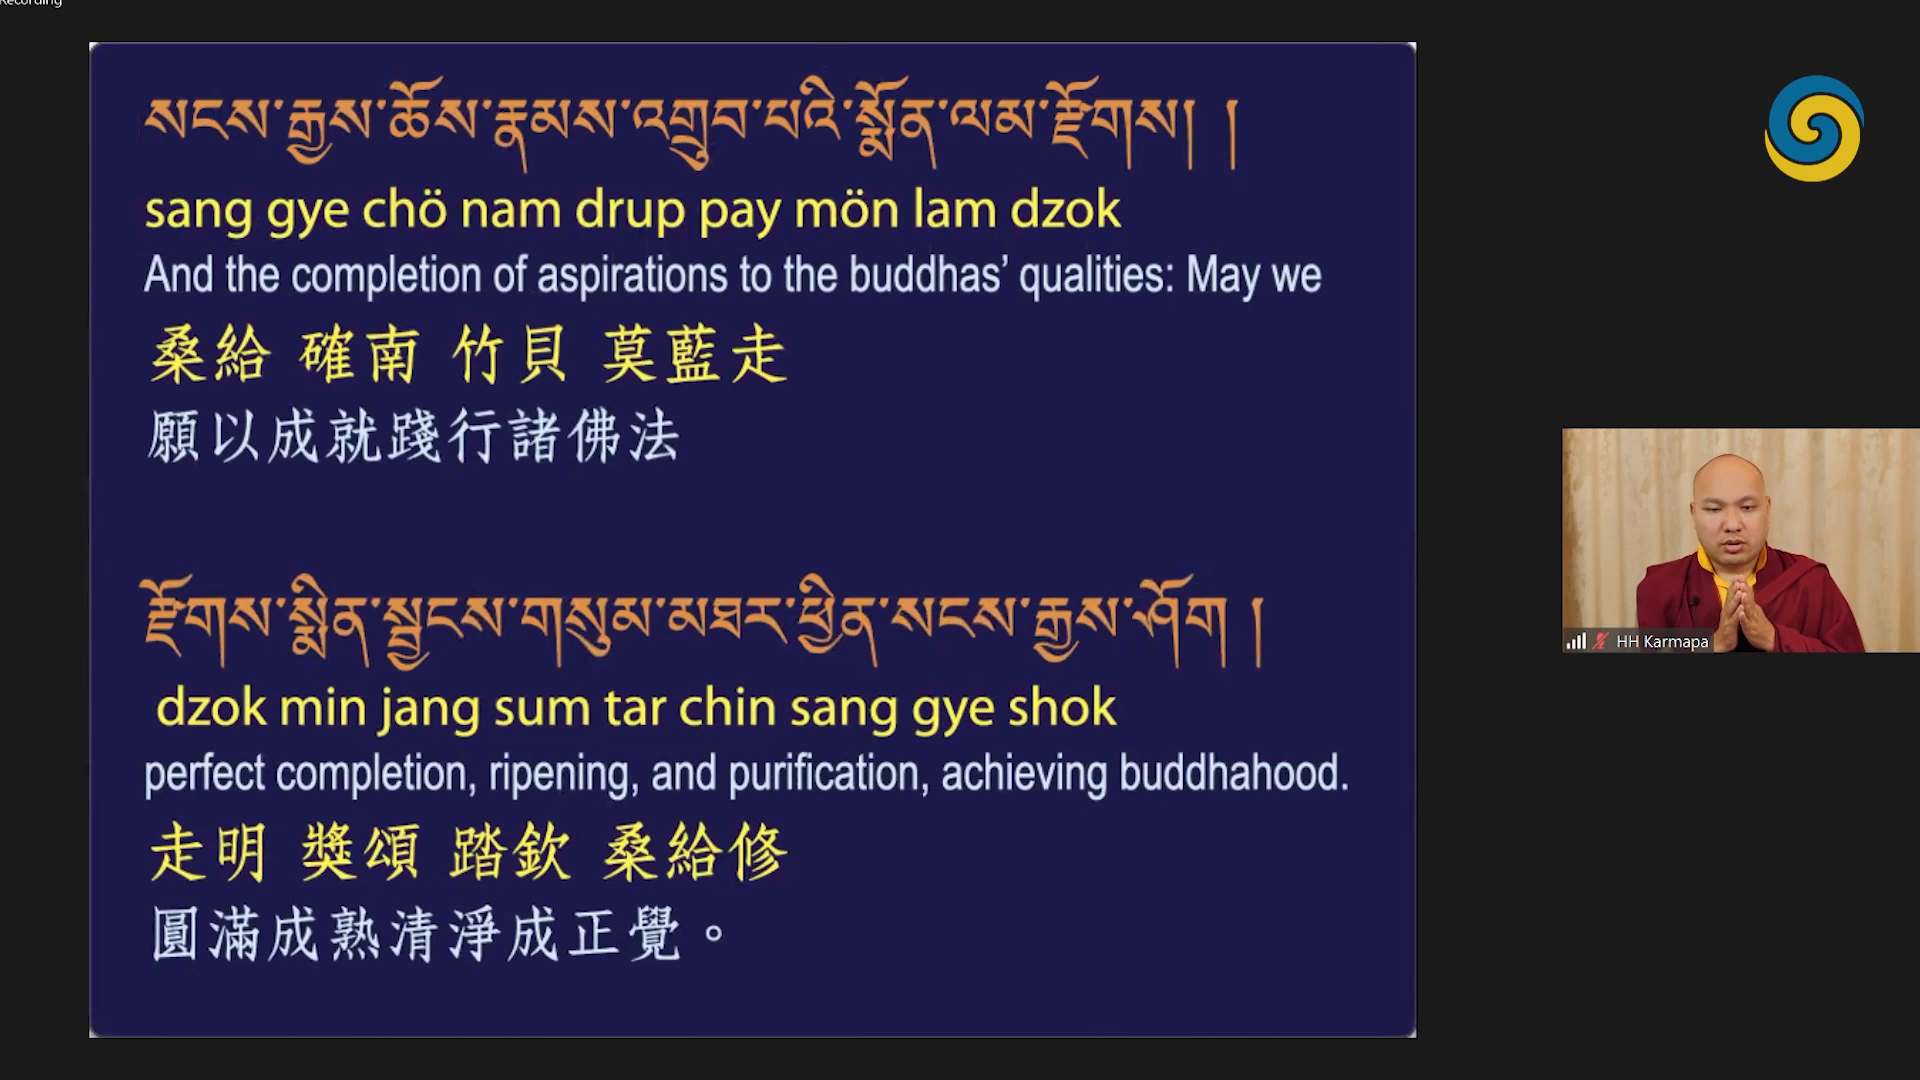 Recording
སངས་རྒྱས་ཆོས་རྣམས་འགྲུབ་པའི་སྨོན་ལམ་རྫོགས། །
sang gye chö nam drup pay mön lam dzok
And the completion of aspirations to the buddhas’ qualities: May we
桑給 確南 竹貝 莫藍走
願以成就踐行諸佛法
རྫོགས་སྨིན་སྦྱངས་གསུམ་མཐར་ཕྱིན་སངས་རྒྱས་ཤོག །
dzok min jang sum tar chin sang gye shok
perfect completion, ripening, and purification, achieving buddhahood.
走明 獎頌 踏欽 桑給修
圓滿成熟清淨成正覺。
HH Karmapa